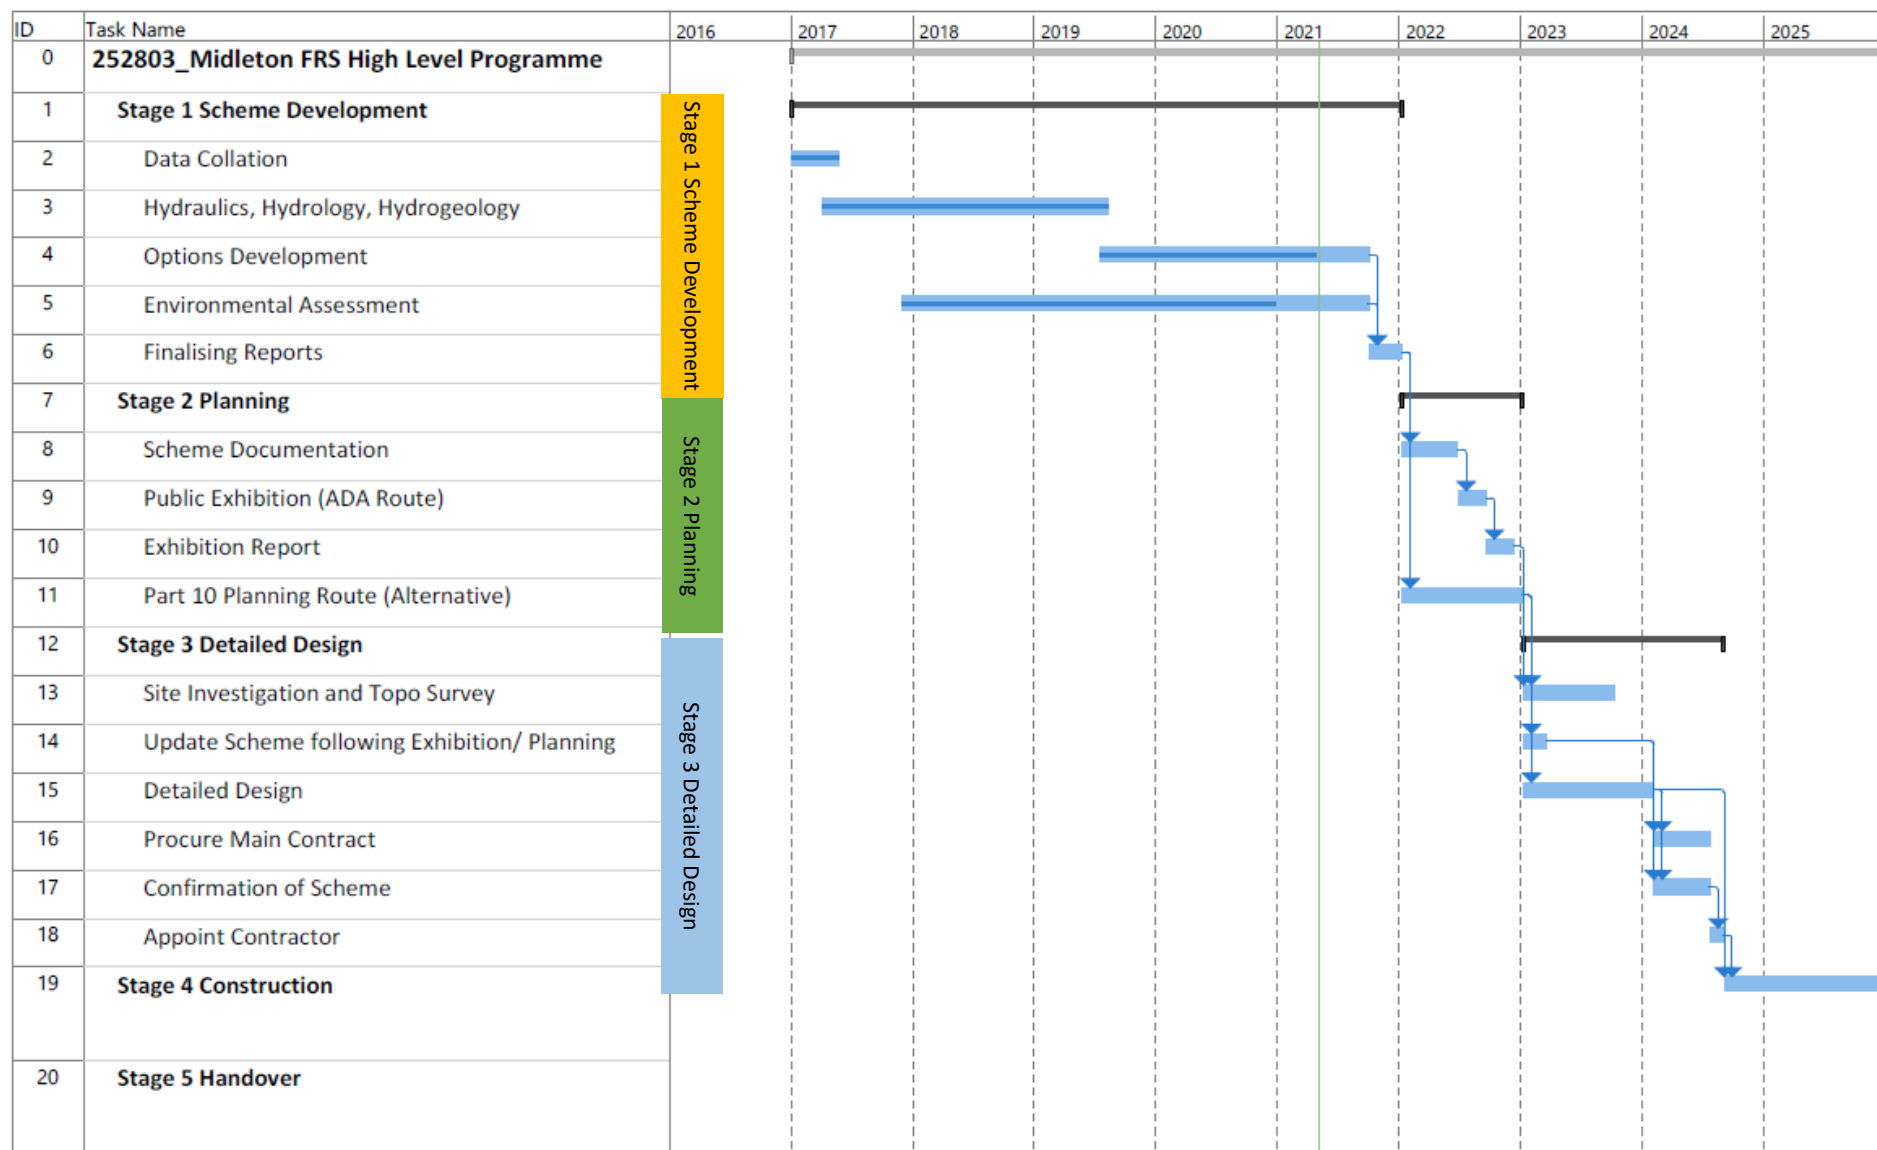 ID Task Name 2016 2017 2018 2019 2020 2021 2022 2023 2024 2025
0 252803_Midleton FRS High Level Programme
1 Stage 1 Scheme Development
2 Data Collation
3 Hydraulics, Hydrology, Hydrogeology
4 Options Development
5 Environmental Assessment
6 Finalising Reports
7 Stage 2 Planning
8 Scheme Documentation
9 Public Exhibition (ADA Route)
10 Exhibition Report
11 Part 10 Planning Route (Alternative)
12 Stage 3 Detailed Design
13 Site Investigation and Topo Survey
14 Update Scheme following Exhibition/ Planning
15 Detailed Design
16 Procure Main Contract
17 Confirmation of Scheme
18 Appoint Contractor
19 Stage 4 Construction
20 Stage 5 Handover
Stage 1 Scheme Development
Stage 2 Planning
Stage 3 Detailed Design